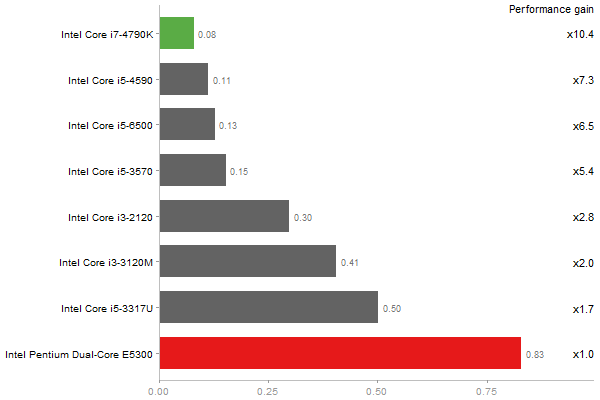 Performance gain
Intel Core i7-4790K 0.08 x10.4
Intel Core i5-4590 0.11 x7.3
Intel Core i5-6500 0.13 x6.5
Intel Core i5-3570 0.15 x5.4
Intel Core i3-2120 0.30 x2.8
Intel Core i3-3120M 0.41 x2.0
Intel Core i5-3317U 0.50 x1.7
Intel Pentium Dual-Core E5300 0.83 x1.0
0.00 0.25 0.50 0.75